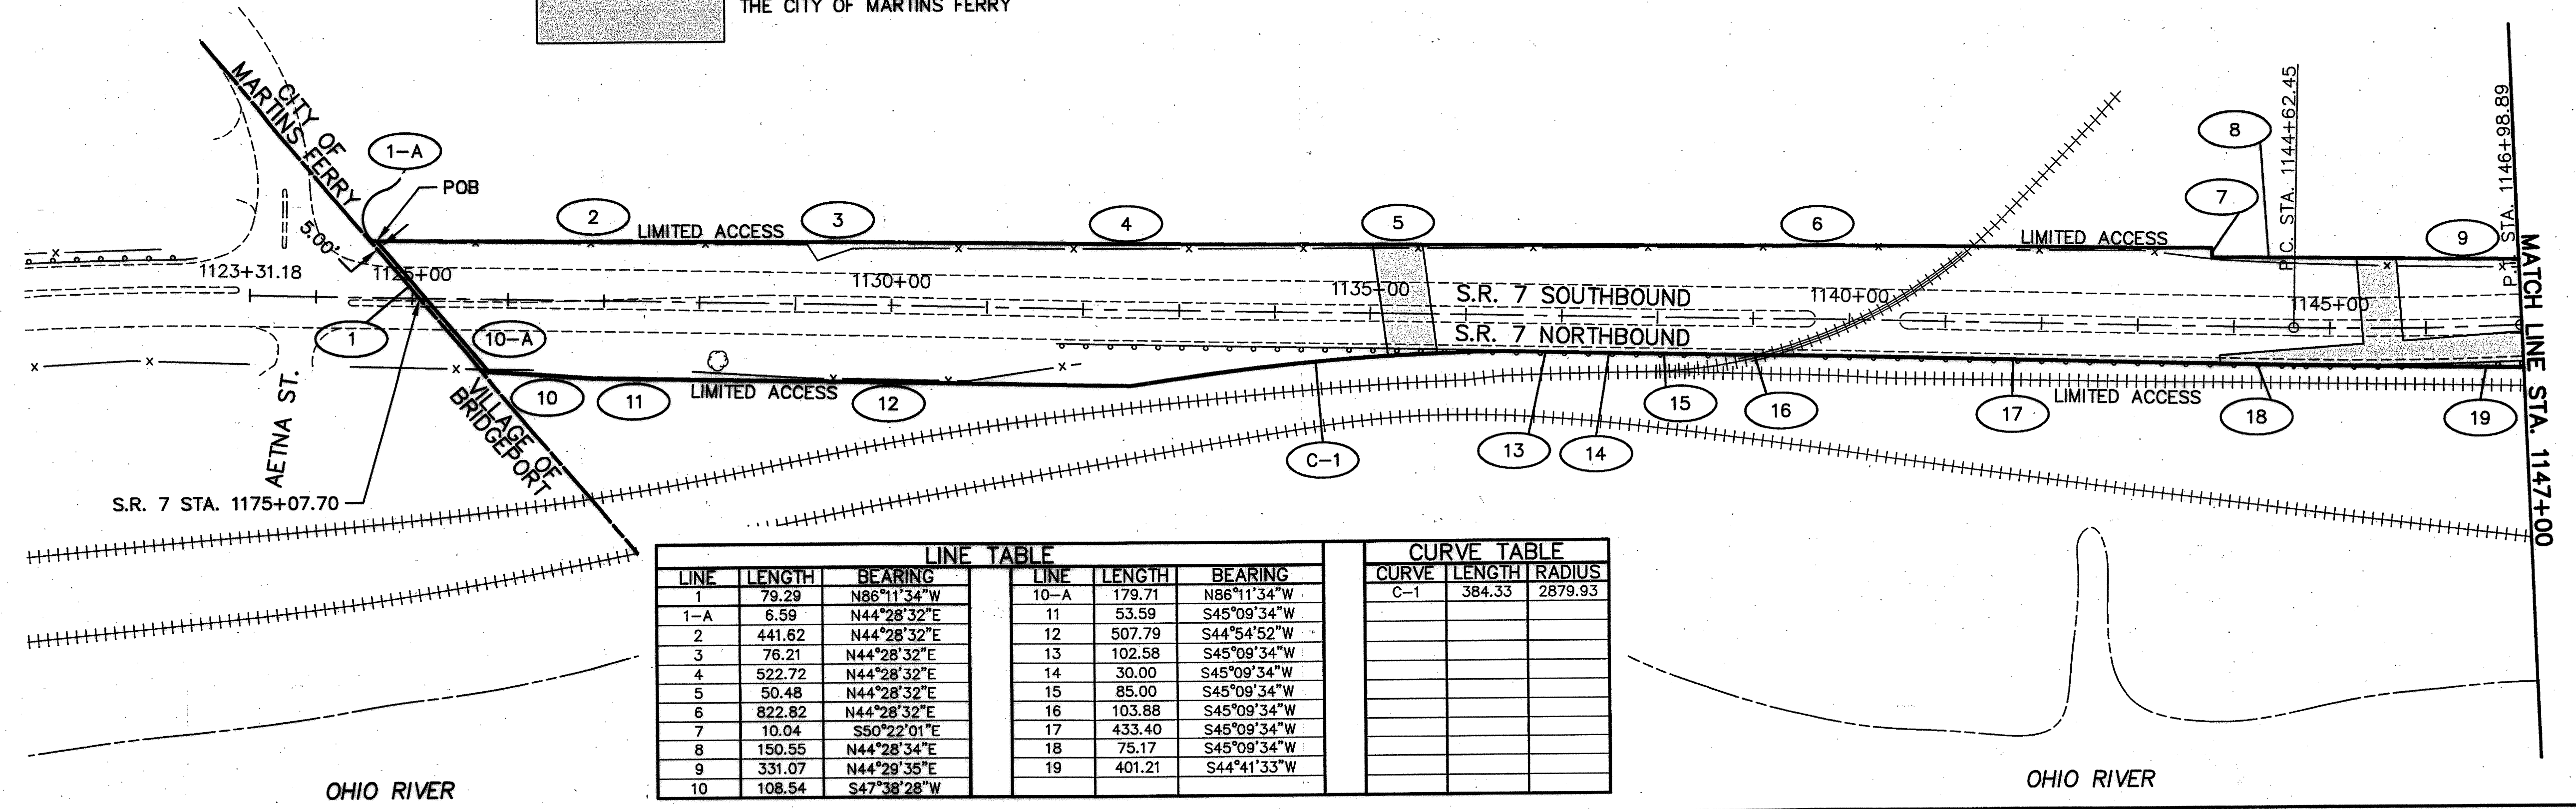 THE CITY OF MARTINS FERRY
CITY OF
MARTINS FERRY
1-A
POB
5.00'
2
LIMITED ACCESS
3
4
5
6
LIMITED ACCESS
7
8
P.C. STA. 1144+62.45
9
P.I. STA. 1146+98.89
MATCH LINE STA. 1147+00
1123+31.18
1125+00
1130+00
1135+00
1140+00
1145+00
S.R. 7 SOUTHBOUND
S.R. 7 NORTHBOUND
1
10-A
AETNA ST.
VILLAGE OF
BRIDGEPORT
10
11
LIMITED ACCESS
12
C-1
13
14
15
16
17
LIMITED ACCESS
18
19
S.R. 7 STA. 1175+07.70
LINE TABLE
LINE LENGTH BEARING LINE LENGTH BEARING
1 79.29 N86°11'34"W 10-A 179.71 N86°11'34"W
1-A 6.59 N44°28'32"E 11 53.59 S45°09'34"W
2 441.62 N44°28'32"E 12 507.79 S44°54'52"W
3 76.21 N44°28'32"E 13 102.58 S45°09'34"W
4 522.72 N44°28'32"E 14 30.00 S45°09'34"W
5 50.48 N44°28'32"E 15 85.00 S45°09'34"W
6 822.82 N44°28'32"E 16 103.88 S45°09'34"W
7 10.04 S50°22'01"E 17 433.40 S45°09'34"W
8 150.55 N44°28'34"E 18 75.17 S45°09'34"W
9 331.07 N44°29'35"E 19 401.21 S44°41'33"W
10 108.54 S47°38'28"W
CURVE TABLE
CURVE LENGTH RADIUS
C-1 384.33 2879.93
OHIO RIVER
OHIO RIVER